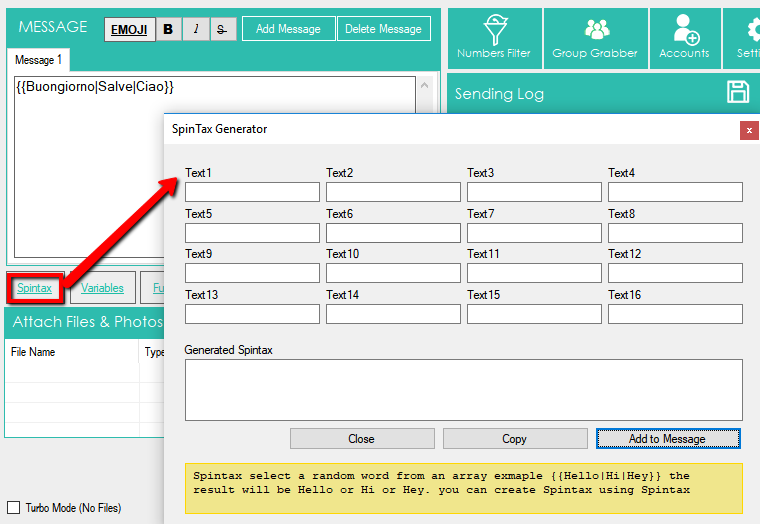 MESSAGE
EMOJI B I S
Add Message
Delete Message
Numbers Filter
Group Grabber
Accounts
Message 1
Sending Log
{{Buongiorno|Salve|Ciao}}
SpinTax Generator
x
Text1 Text2 Text3 Text4
Text5 Text6 Text7 Text8
Text9 Text10 Text11 Text12
Text13 Text14 Text15 Text16
Spintax
Variables
Attach Files & Photos
File Name
Generated Spintax
Close
Copy
Add to Message
Spintax select a random word from an array exmaple {{Hello|Hi|Hey}} the
result will be Hello or Hi or Hey. you can create Spintax using Spintax
Turbo Mode (No Files)